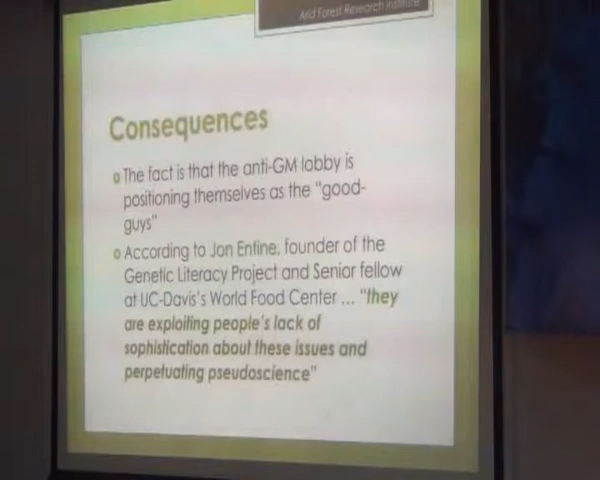 Arid Forest Research Institute
Consequences
The fact is that the anti-GM lobby is
positioning themselves as the "good-
guys"
According to Jon Entine, founder of the
Genetic Literacy Project and Senior fellow
at UC-Davis's World Food Center ... "they
are exploiting people's lack of
sophistication about these issues and
perpetuating pseudoscience"